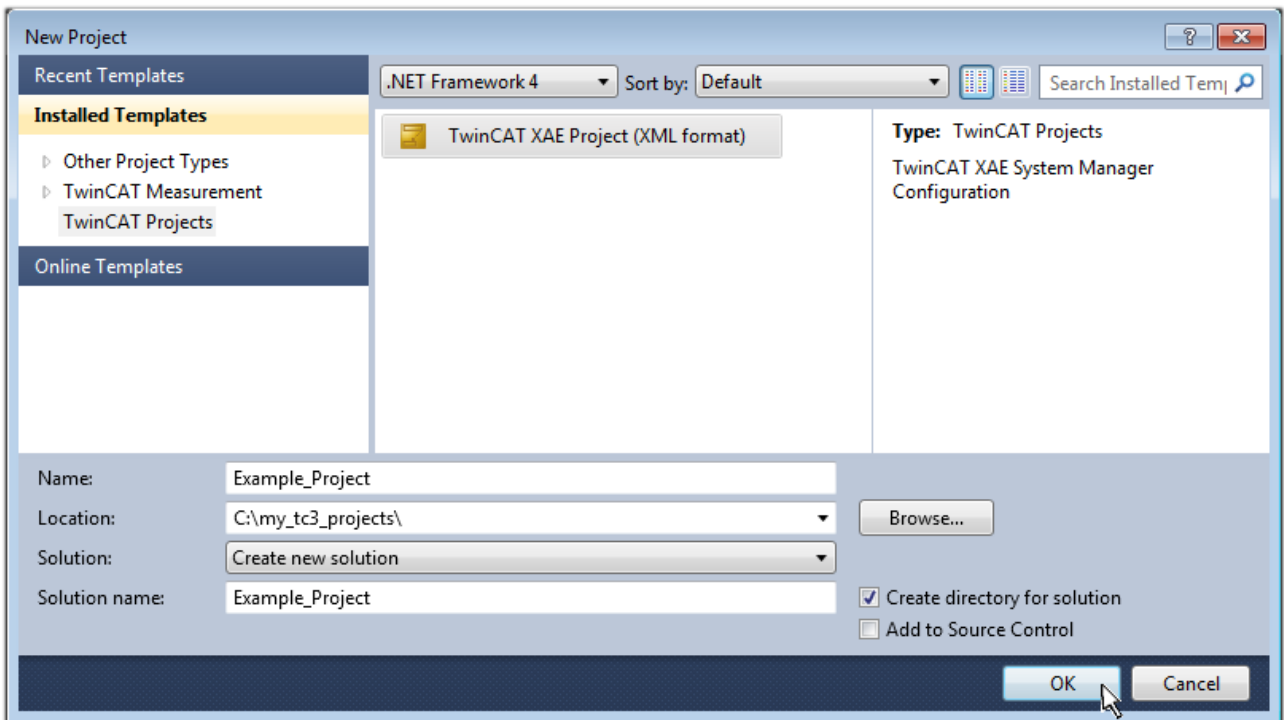 New Project
Recent Templates
.NET Framework 4
Sort by:
Default
Search Installed
Installed Templates
Other Project Types
TwinCAT Measurement
TwinCAT Projects
Online Templates
TwinCAT XAE Project (XML format)
Type: TwinCAT Projects
TwinCAT XAE System Manager
Configuration
Name:
Example_Project
Location:
C:\my_tc3_projects\
Browse...
Solution:
Create new solution
Solution name:
Example_Project
Create directory for solution
Add to Source Control
OK
Cancel